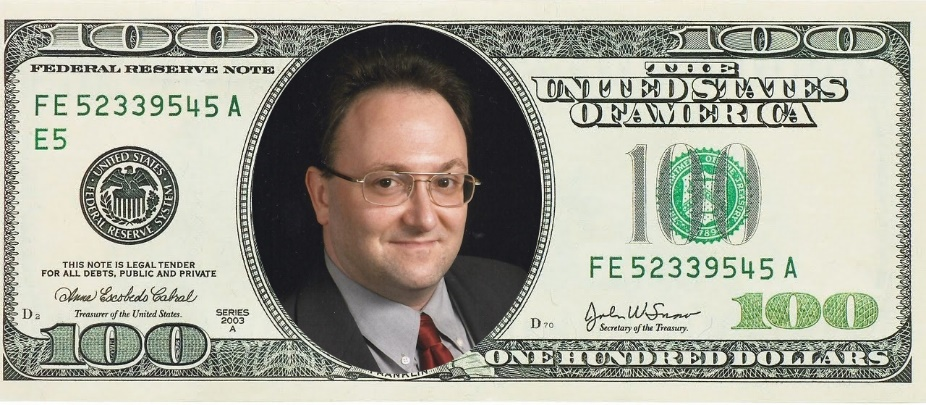 100 100
FEDERAL RESERVE NOTE
THE
UNITED STATES
OF AMERICA
FE 52339545 A
E5
UNITED STATES
FEDERAL RESERVE SYSTEM
100
FE 52339545 A
THIS NOTE IS LEGAL TENDER
FOR ALL DEBTS, PUBLIC AND PRIVATE
Anna Escobedo Cabral
Treasurer of the United States.
D2
SERIES
2003
A
D70
John W Snow
Secretary of the Treasury.
100
100
FRANKLIN
ONE HUNDRED DOLLARS